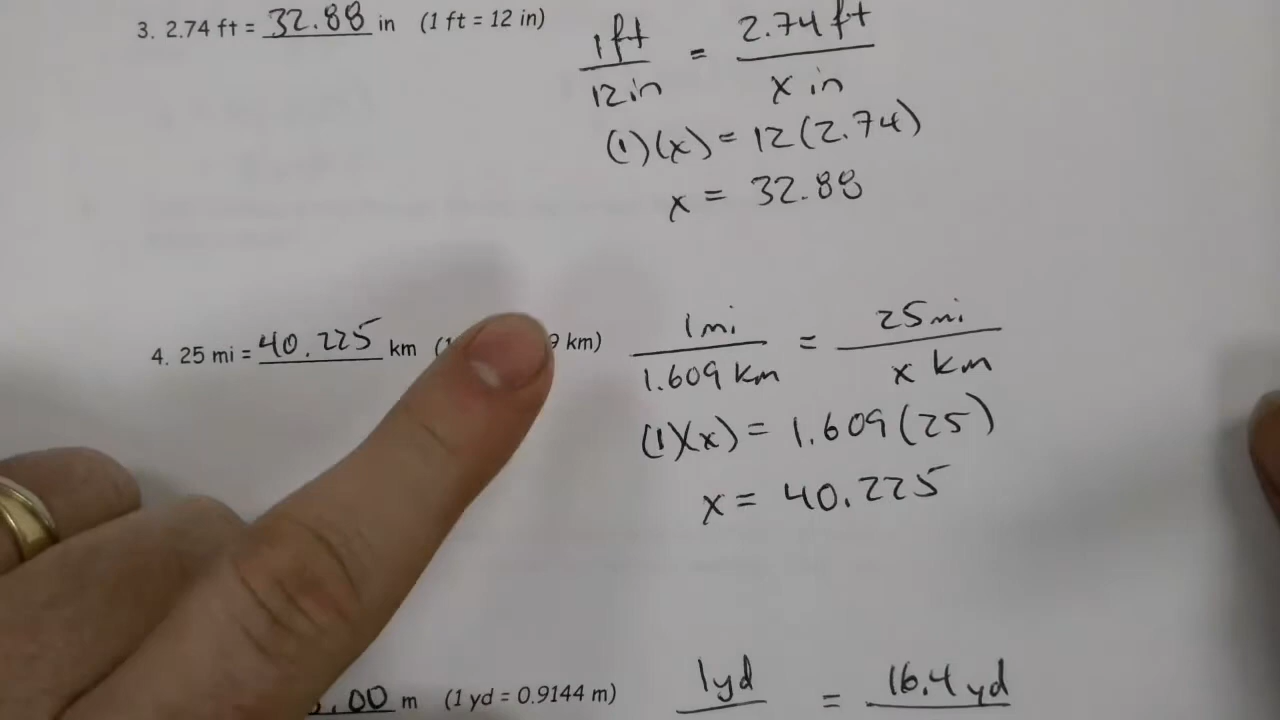 3. 2.74 ft = 32.88 in (1 ft = 12 in)
1ft = 2.74 ft
12in x in
(1)(x) = 12(2.74)
x = 32.88
4. 25 mi = 40.225 km km)
1mi = 25mi
1.609 km x km
(1)(x) = 1.609(25)
x = 40.225
.00 m (1 yd = 0.9144 m)
1yd = 16.4 yd